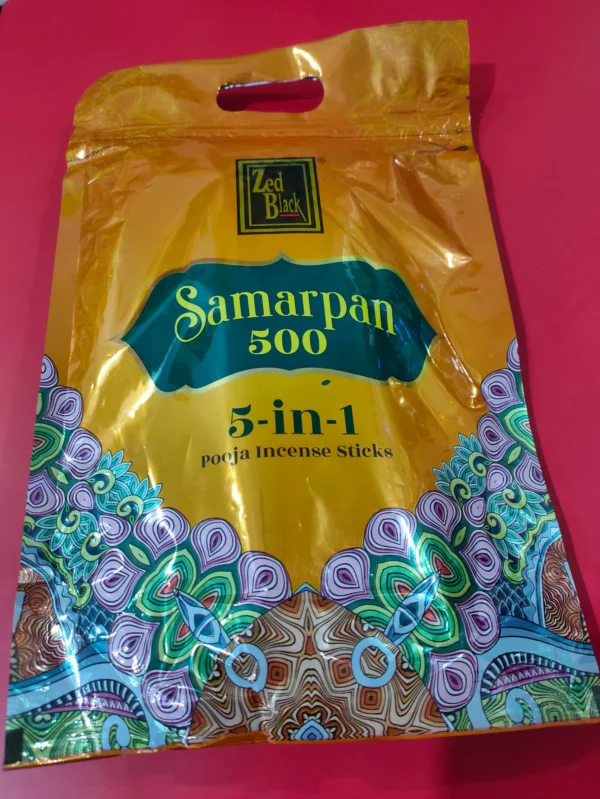 Zed
Black
Samarpan
500
5-in-1
Pooja Incense Sticks